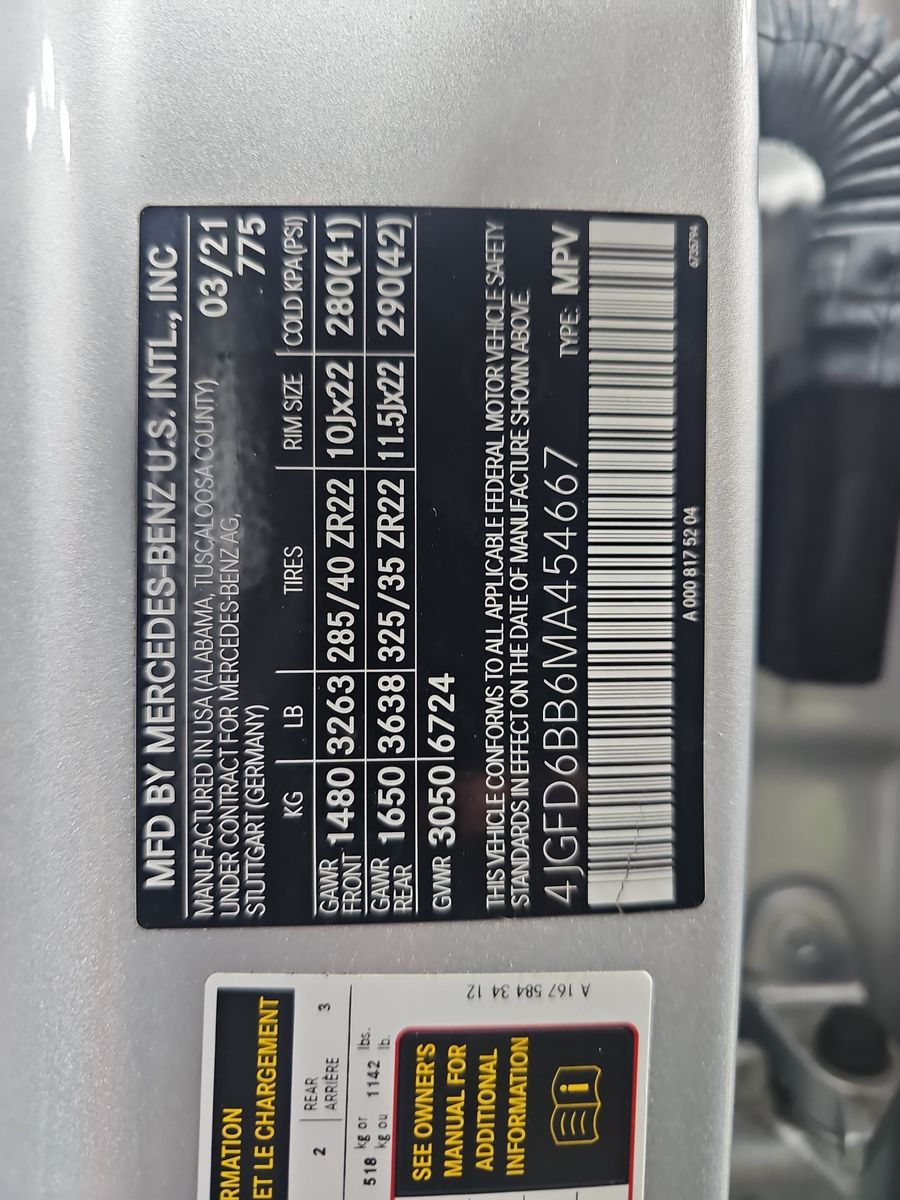 MFD BY MERCEDES-BENZ U.S. INTL., INC
MANUFACTURED IN USA (ALABAMA, TUSCALOOSA COUNTY) 03/21
UNDER CONTRACT FOR MERCEDES-BENZ AG, 775
STUTTGART (GERMANY)
KG LB TIRES RIM SIZE COLD KPA(PSI)
GAWR FRONT 1480 3263 285/40 ZR22 10Jx22 280(41)
GAWR REAR 1650 3638 325/35 ZR22 11.5Jx22 290(42)
GVWR 3050 6724
THIS VEHICLE CONFORMS TO ALL APPLICABLE FEDERAL MOTOR VEHICLE SAFETY
STANDARDS IN EFFECT ON THE DATE OF MANUFACTURE SHOWN ABOVE.
4JGFD6BB6MA454667 TYPE: MPV
A 000 817 52 04
6735794
RMATION
ET LE CHARGEMENT
2 REAR 3
ARRIÈRE
518 kg or 1142 lbs.
kg ou lb.
SEE OWNER'S
MANUAL FOR
ADDITIONAL
INFORMATION
i
A 167 584 34 12